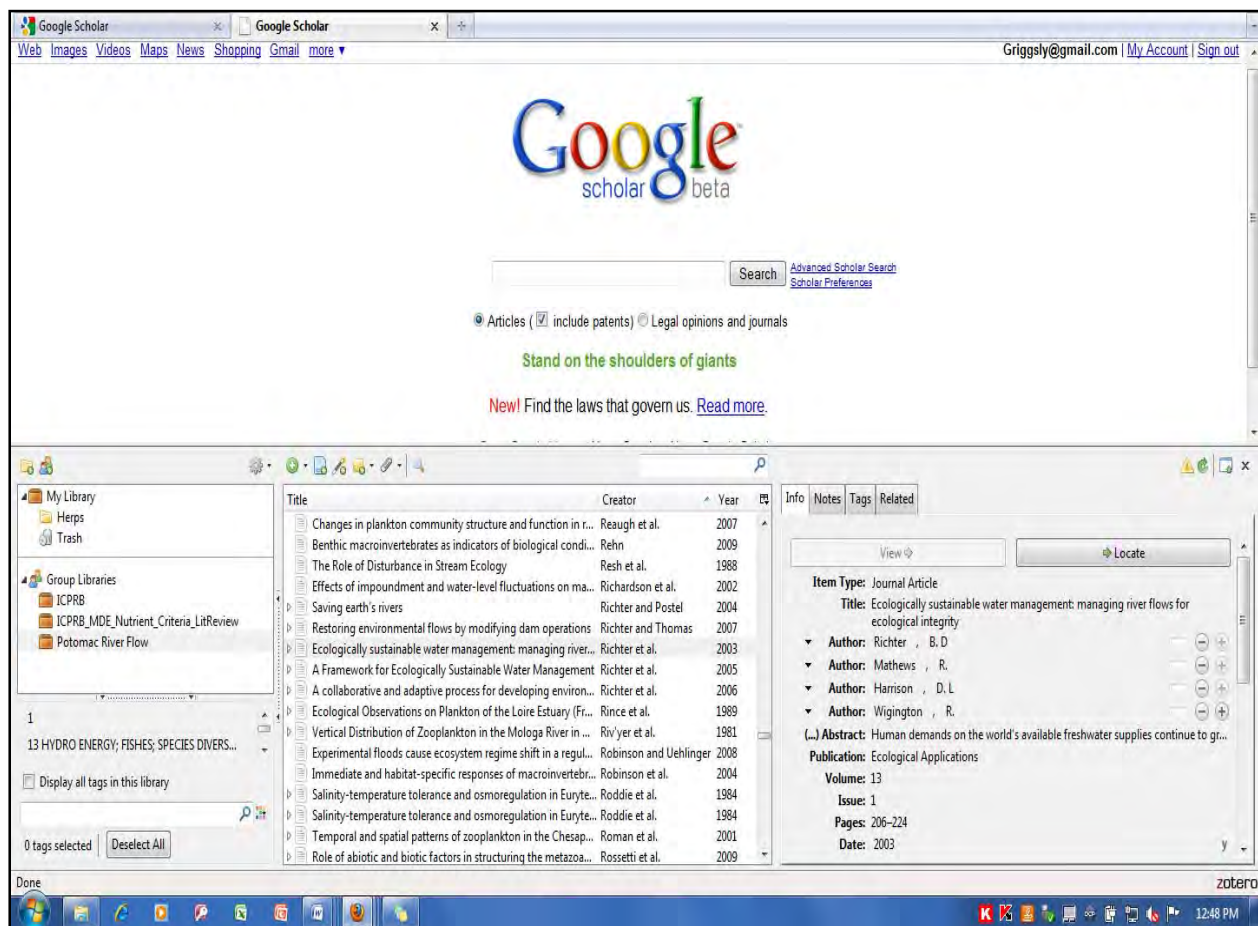 Google Scholar
Google Scholar
Web Images Videos Maps News Shopping Gmail more ▼
Griggsly@gmail.com | My Account | Sign out
Google
scholar beta
Search
Advanced Scholar Search
Scholar Preferences
Articles ( include patents) Legal opinions and journals
Stand on the shoulders of giants
New! Find the laws that govern us. Read more.
My Library
Herps
Trash
Group Libraries
ICPRB
ICPRB_MDE_Nutrient_Criteria_LitReview
Potomac River Flow
1
13 HYDRO ENERGY; FISHES; SPECIES DIVERS...
Display all tags in this library
0 tags selected Deselect All
Title Creator Year
Changes in plankton community structure and function in r... Reaugh et al. 2007
Benthic macroinvertebrates as indicators of biological condi... Rehn 2009
The Role of Disturbance in Stream Ecology Resh et al. 1988
Effects of impoundment and water-level fluctuations on ma... Richardson et al. 2002
Saving earth's rivers Richter and Postel 2004
Restoring environmental flows by modifying dam operations Richter and Thomas 2007
Ecologically sustainable water management: managing river... Richter et al. 2003
A Framework for Ecologically Sustainable Water Management Richter et al. 2005
A collaborative and adaptive process for developing environ... Richter et al. 2006
Ecological Observations on Plankton of the Loire Estuary (Fr... Rince et al. 1989
Vertical Distribution of Zooplankton in the Mologa River in ... Riv'yer et al. 1981
Experimental floods cause ecosystem regime shift in a regul... Robinson and Uehlinger 2008
Immediate and habitat-specific responses of macroinvertebr... Robinson et al. 2004
Salinity-temperature tolerance and osmoregulation in Euryte... Roddie et al. 1984
Salinity-temperature tolerance and osmoregulation in Euryte... Roddie et al. 1984
Temporal and spatial patterns of zooplankton in the Chesap... Roman et al. 2001
Role of abiotic and biotic factors in structuring the metazoa... Rossetti et al. 2009
Info Notes Tags Related
View Locate
Item Type: Journal Article
Title: Ecologically sustainable water management: managing river flows for
ecological integrity
Author: Richter , B. D
Author: Mathews , R.
Author: Harrison , D. L
Author: Wigington , R.
(...) Abstract: Human demands on the world's available freshwater supplies continue to gr...
Publication: Ecological Applications
Volume: 13
Issue: 1
Pages: 206–224
Date: 2003 y
Done
zotero
12:48 PM